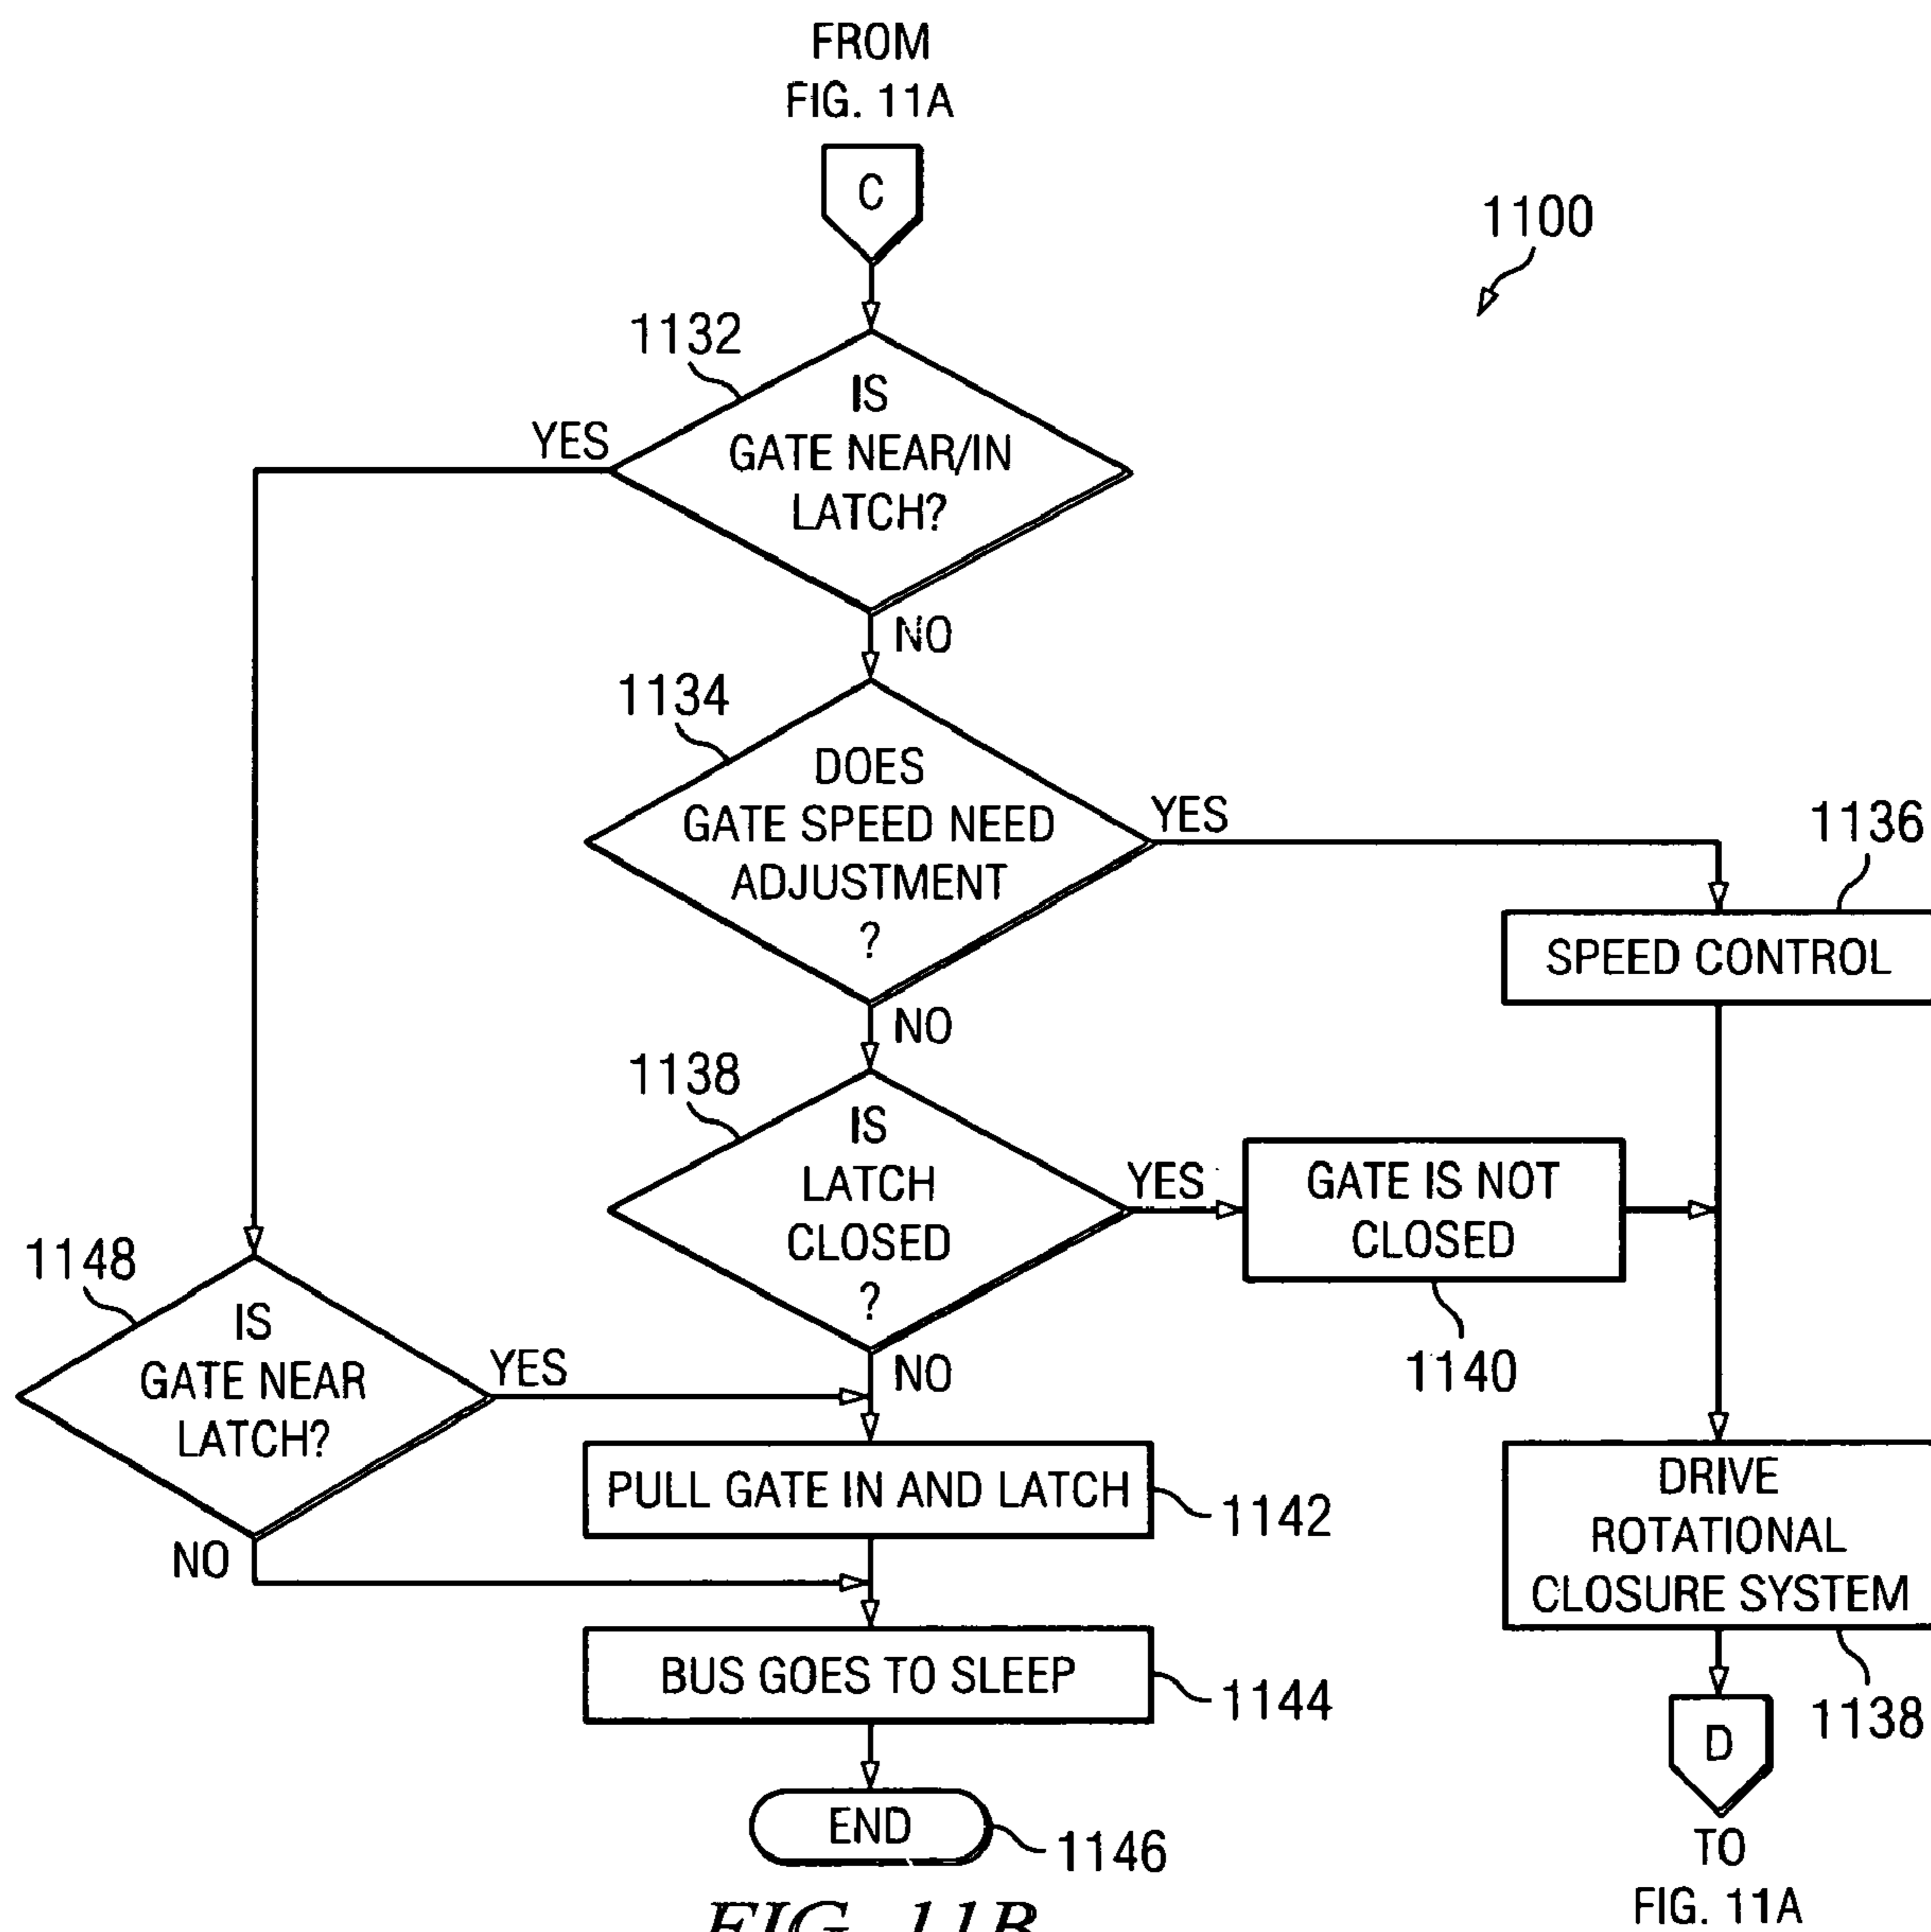 FROM
FIG. 11A
C
1100
1132
IS
GATE NEAR/IN
LATCH?
YES
NO
1134
DOES
GATE SPEED NEED
ADJUSTMENT
?
YES
1136
SPEED CONTROL
NO
1138
IS
LATCH
CLOSED
?
YES
GATE IS NOT
CLOSED
1140
1148
IS
GATE NEAR
LATCH?
YES
NO
NO
PULL GATE IN AND LATCH
1142
DRIVE
ROTATIONAL
CLOSURE SYSTEM
1138
BUS GOES TO SLEEP
1144
D
TO
FIG. 11A
END
1146
FIG. 11B